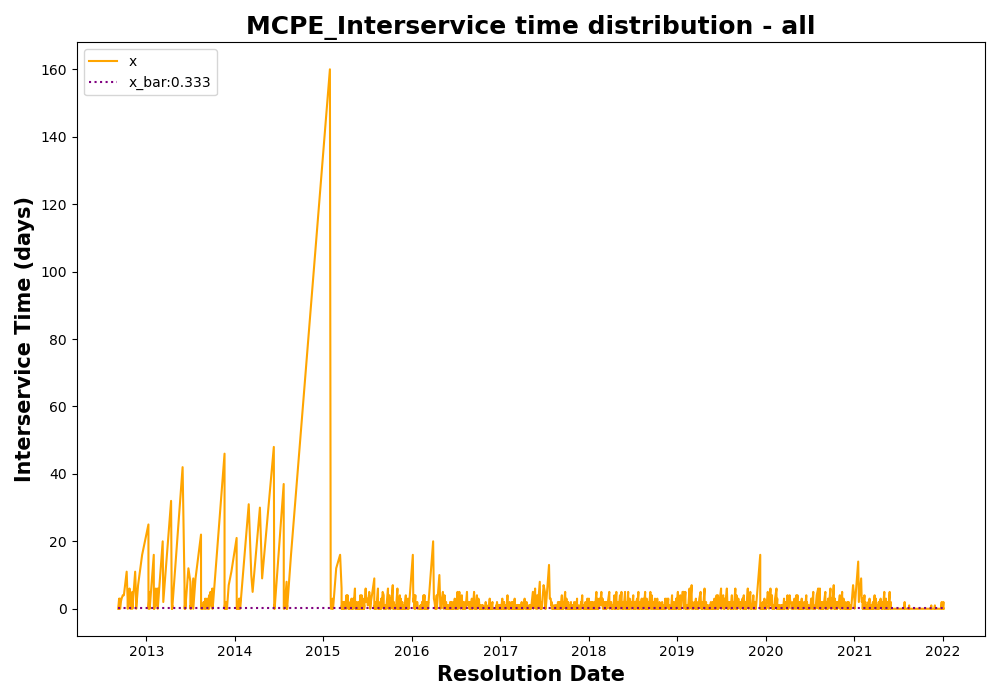 MCPE_Interservice time distribution - all
x
x_bar:0.333
160
140
120
100
80
60
40
20
0
Interservice Time (days)
2013 2014 2015 2016 2017 2018 2019 2020 2021 2022
Resolution Date